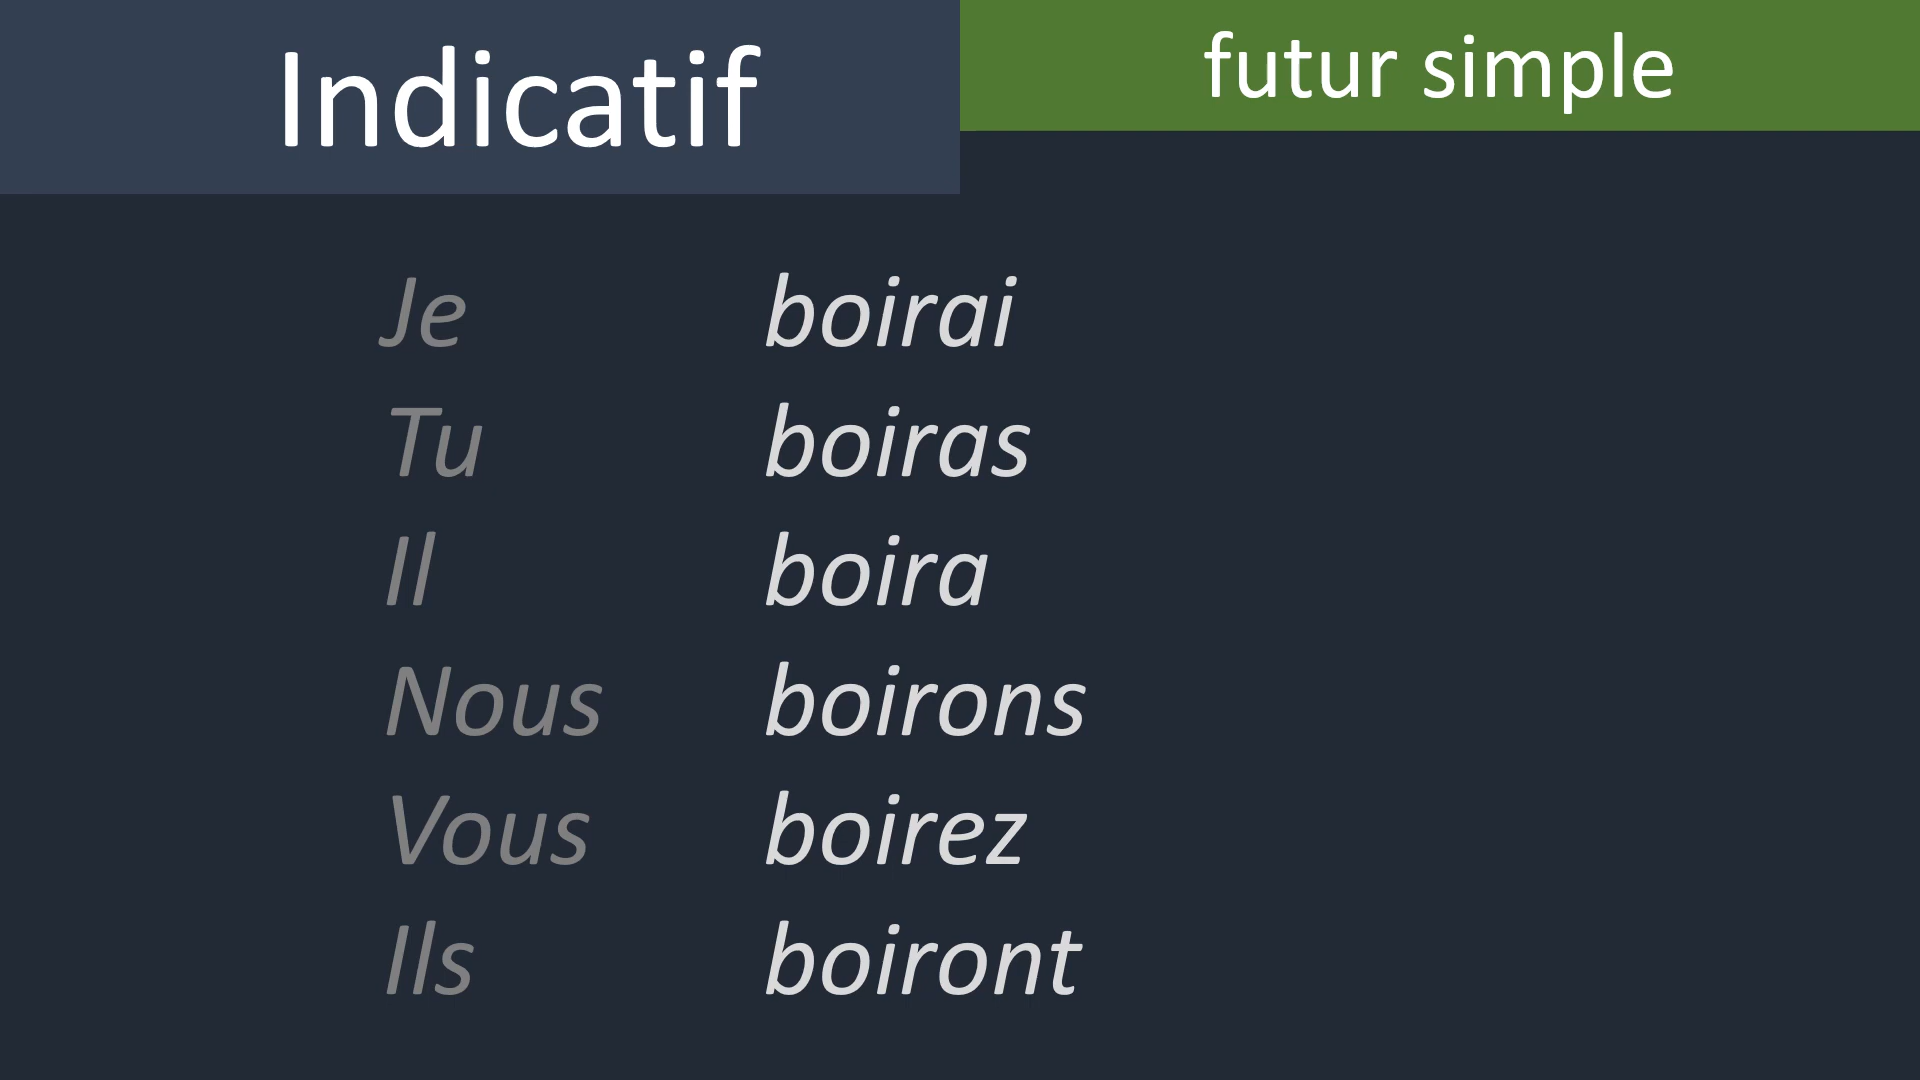 Indicatif
futur simple
Je boirai
Tu boiras
Il boira
Nous boirons
Vous boirez
Ils boiront